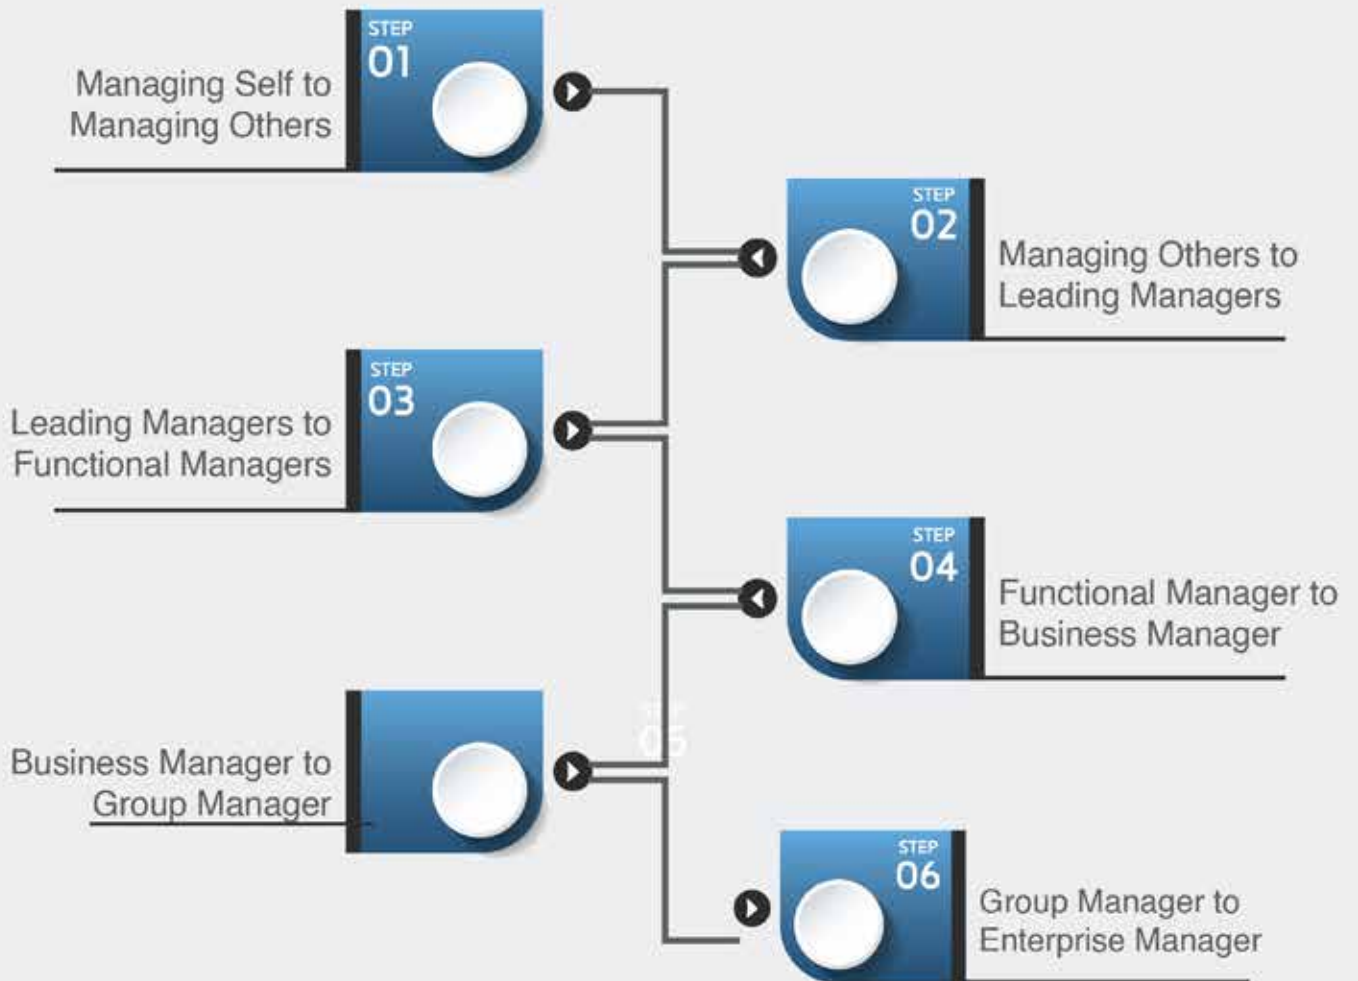 STEP
01
Managing Self to
Managing Others
STEP
02
Managing Others to
Leading Managers
STEP
03
Leading Managers to
Functional Managers
STEP
04
Functional Manager to
Business Manager
STEP
05
Business Manager to
Group Manager
STEP
06
Group Manager to
Enterprise Manager